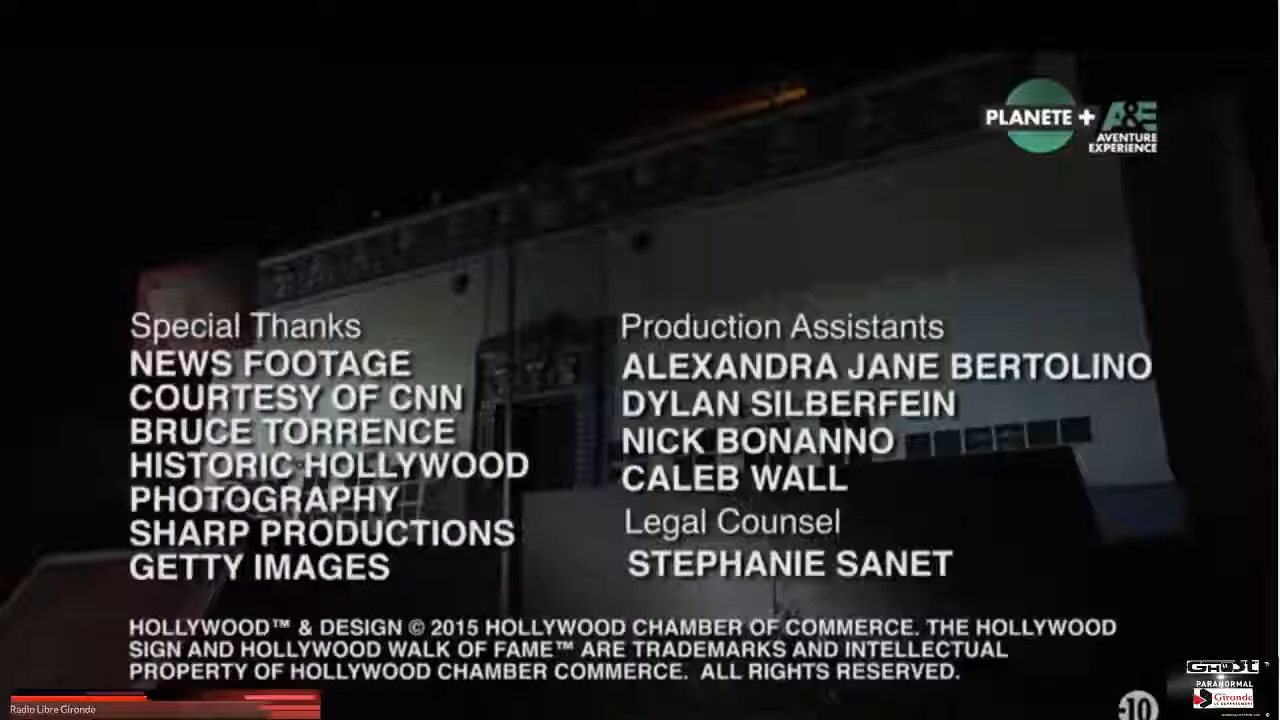 PLANETE + A&E
AVENTURE
EXPERIENCE
Special Thanks
NEWS FOOTAGE
COURTESY OF CNN
BRUCE TORRENCE
HISTORIC HOLLYWOOD
PHOTOGRAPHY
SHARP PRODUCTIONS
GETTY IMAGES
Production Assistants
ALEXANDRA JANE BERTOLINO
DYLAN SILBERFEIN
NICK BONANNO
CALEB WALL
Legal Counsel
STEPHANIE SANET
HOLLYWOOD™ & DESIGN © 2015 HOLLYWOOD CHAMBER OF COMMERCE. THE HOLLYWOOD
SIGN AND HOLLYWOOD WALK OF FAME™ ARE TRADEMARKS AND INTELLECTUAL
PROPERTY OF HOLLYWOOD CHAMBER COMMERCE. ALL RIGHTS RESERVED.
Radio Libre Gironde
GHOST
PARANORMAL
Gironde
LE DEPARTEMENT
-10